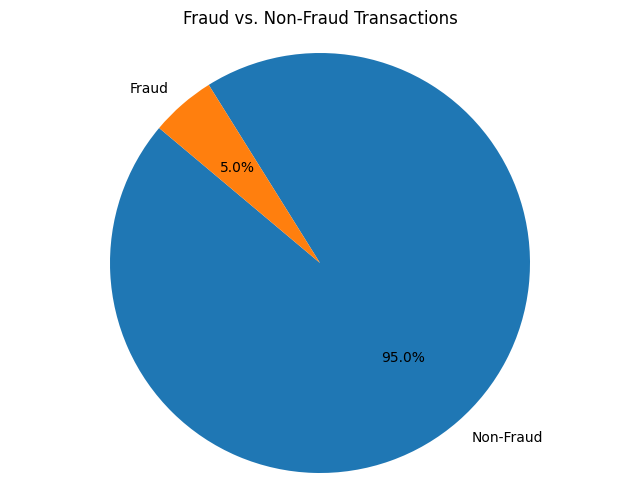 Fraud vs. Non-Fraud Transactions
Fraud
5.0%
95.0%
Non-Fraud